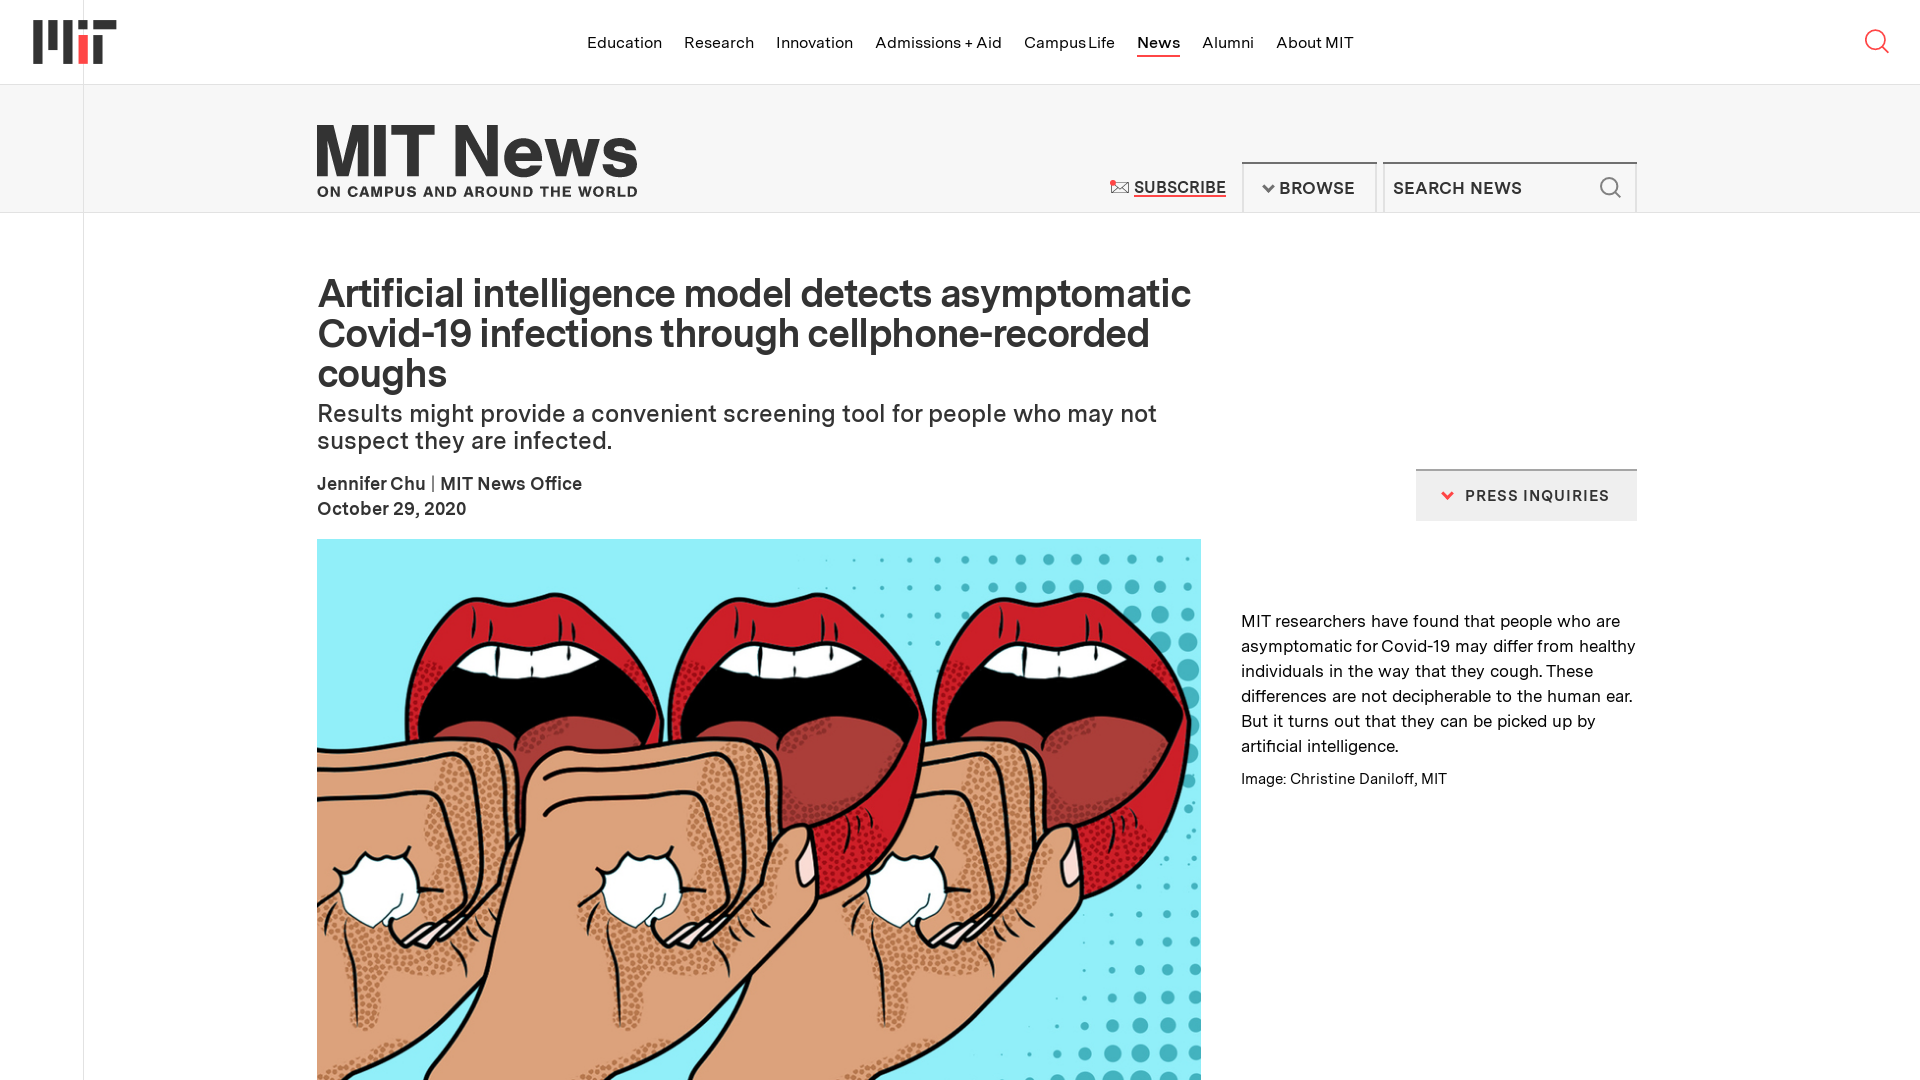 MIT
Education Research Innovation Admissions + Aid Campus Life News Alumni About MIT
MIT News
ON CAMPUS AND AROUND THE WORLD
SUBSCRIBE
BROWSE
SEARCH NEWS
Artificial intelligence model detects asymptomatic
Covid-19 infections through cellphone-recorded
coughs
Results might provide a convenient screening tool for people who may not
suspect they are infected.
Jennifer Chu | MIT News Office
October 29, 2020
PRESS INQUIRIES
MIT researchers have found that people who are
asymptomatic for Covid-19 may differ from healthy
individuals in the way that they cough. These
differences are not decipherable to the human ear.
But it turns out that they can be picked up by
artificial intelligence.
Image: Christine Daniloff, MIT